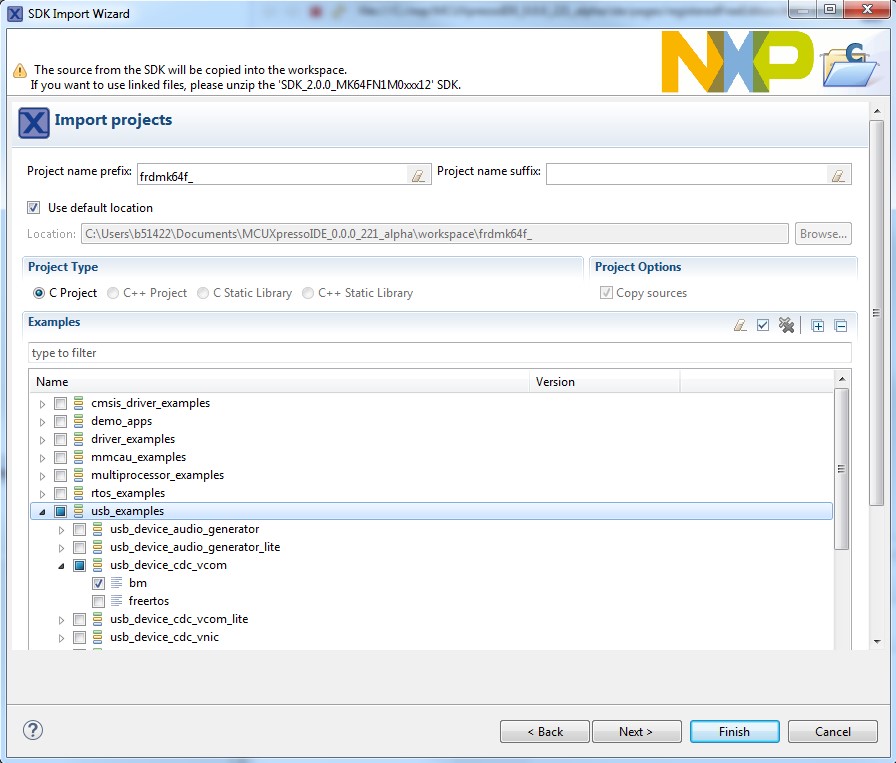 SDK Import Wizard
The source from the SDK will be copied into the workspace.
If you want to use linked files, please unzip the 'SDK_2.0.0_MK64FN1M0xxx12' SDK.
NXP
C
X
Import projects
Project name prefix: frdmk64f_ Project name suffix:
Use default location
Location: C:\Users\b51422\Documents\MCUXpressoIDE_0.0.0_221_alpha\workspace\frdmk64f_ Browse...
Project Type Project Options
C Project C++ Project C Static Library C++ Static Library Copy sources
Examples
type to filter
Name Version
cmsis_driver_examples
demo_apps
driver_examples
mmcau_examples
multiprocessor_examples
rtos_examples
usb_examples
usb_device_audio_generator
usb_device_audio_generator_lite
usb_device_cdc_vcom
bm
freertos
usb_device_cdc_vcom_lite
usb_device_cdc_vnic
? < Back Next > Finish Cancel